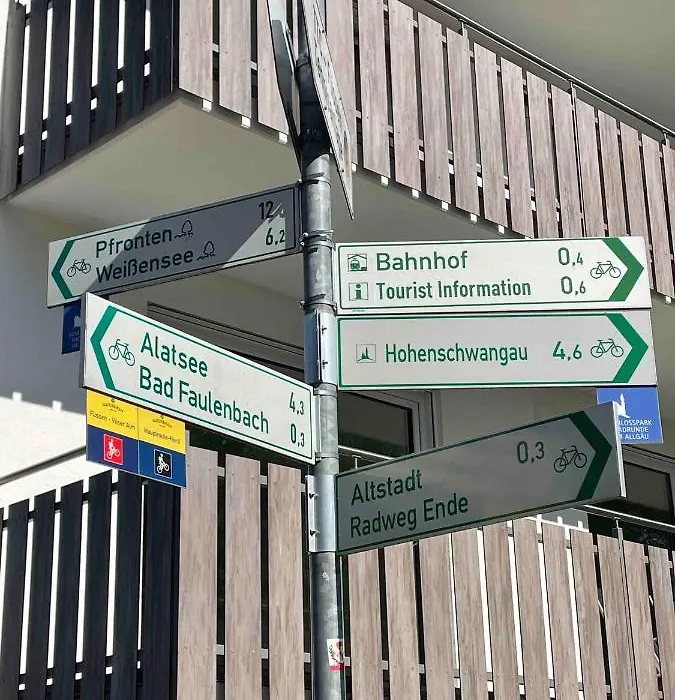 Pfronten 12
Weißensee 6,2
Bahnhof 0,4
Tourist Information 0,6
Hohenschwangau 4,6
Alatsee 4,3
Bad Faulenbach 0,3
Altstadt 0,3
Radweg Ende